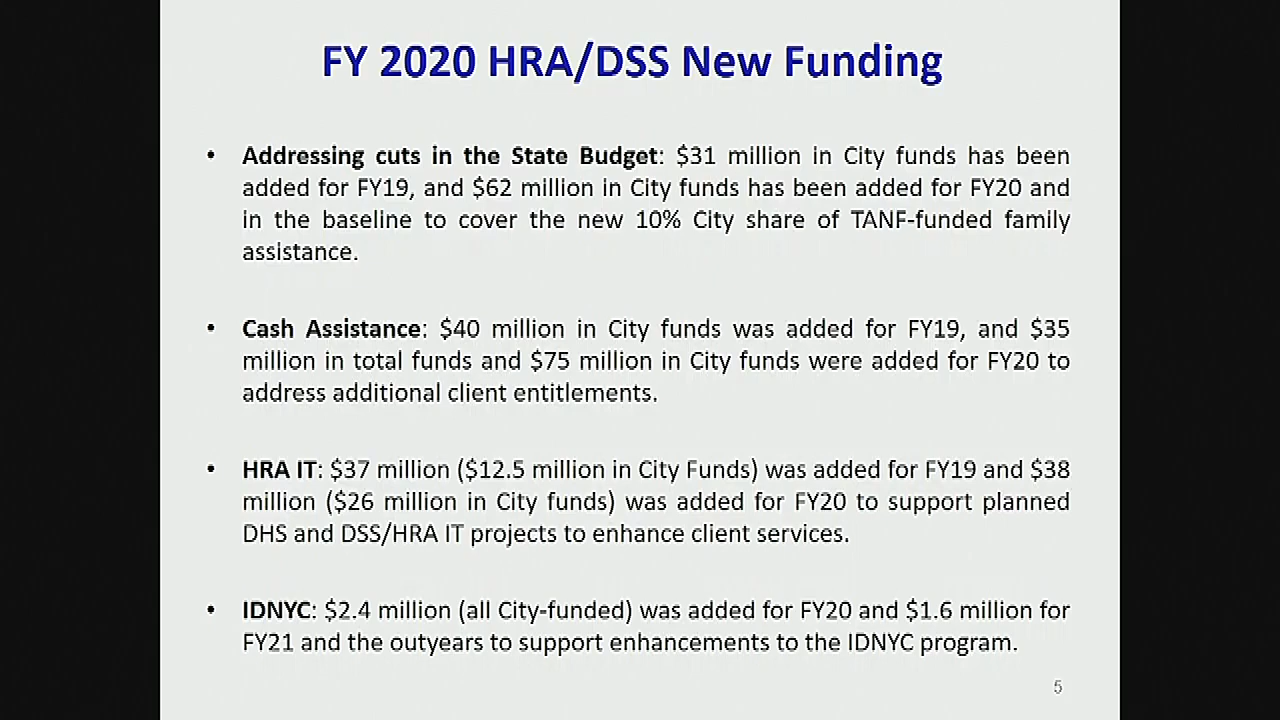 FY 2020 HRA/DSS New Funding
• Addressing cuts in the State Budget: $31 million in City funds has been
added for FY19, and $62 million in City funds has been added for FY20 and
in the baseline to cover the new 10% City share of TANF-funded family
assistance.
• Cash Assistance: $40 million in City funds was added for FY19, and $35
million in total funds and $75 million in City funds were added for FY20 to
address additional client entitlements.
• HRA IT: $37 million ($12.5 million in City Funds) was added for FY19 and $38
million ($26 million in City funds) was added for FY20 to support planned
DHS and DSS/HRA IT projects to enhance client services.
• IDNYC: $2.4 million (all City-funded) was added for FY20 and $1.6 million for
FY21 and the outyears to support enhancements to the IDNYC program.
5